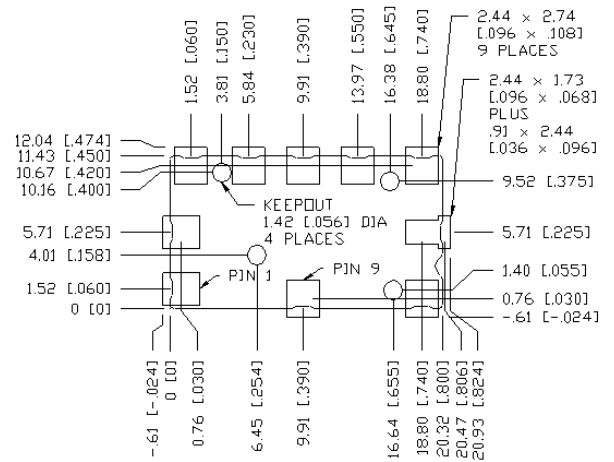 1.52 [.060]
3.81 [.150]
5.84 [.230]
9.91 [.390]
13.97 [.550]
16.38 [.645]
18.80 [.740]
2.44 × 2.74
[.096 × .108]
9 PLACES
2.44 × 1.73
[.096 × .068]
PLUS
.91 × 2.44
[.036 × .096]
12.04 [.474]
11.43 [.450]
10.67 [.420]
10.16 [.400]
9.52 [.375]
KEEPOUT
1.42 [.056] DIA
4 PLACES
5.71 [.225]
5.71 [.225]
4.01 [.158]
PIN 1
PIN 9
1.40 [.055]
1.52 [.060]
0.76 [.030]
0 [0]
-.61 [-.024]
-.61 [-.024]
0 [0]
0.76 [.030]
6.45 [.254]
9.91 [.390]
16.64 [.655]
18.80 [.740]
20.32 [.800]
20.47 [.806]
20.93 [.824]